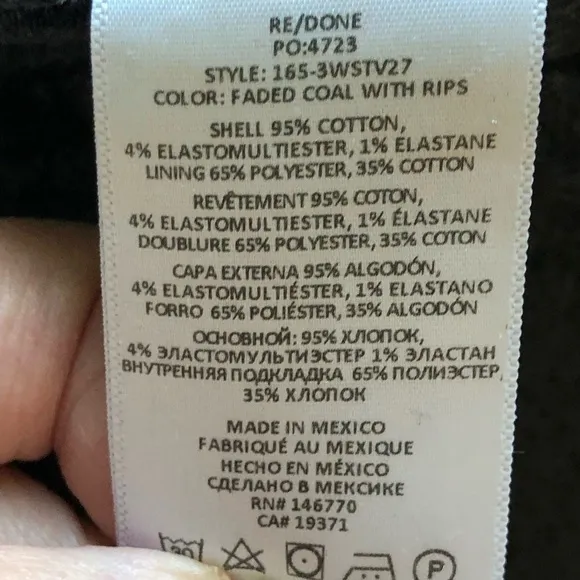 RE/DONE
PO:4723
STYLE: 165-3WSTV27
COLOR: FADED COAL WITH RIPS
SHELL 95% COTTON,
4% ELASTOMULTIESTER, 1% ELASTANE
LINING 65% POLYESTER, 35% COTTON
REVÊTEMENT 95% COTON,
4% ELASTOMULTIESTER, 1% ÉLASTANE
DOUBLURE 65% POLYESTER, 35% COTON
CAPA EXTERNA 95% ALGODÓN,
4% ELASTOMULTIÉSTER, 1% ELASTANO
FORRO 65% POLIÉSTER, 35% ALGODÓN
ОСНОВНОЙ: 95% ХЛОПОК,
4% ЭЛАСТОМУЛЬТИЭСТЕР 1% ЭЛАСТАН
ВНУТРЕННЯЯ ПОДКЛАДКА 65% ПОЛИЭСТЕР,
35% ХЛОПОК
MADE IN MEXICO
FABRIQUÉ AU MEXIQUE
HECHO EN MÉXICO
СДЕЛАНО В МЕКСИКЕ
RN# 146770
CA# 19371
30 P